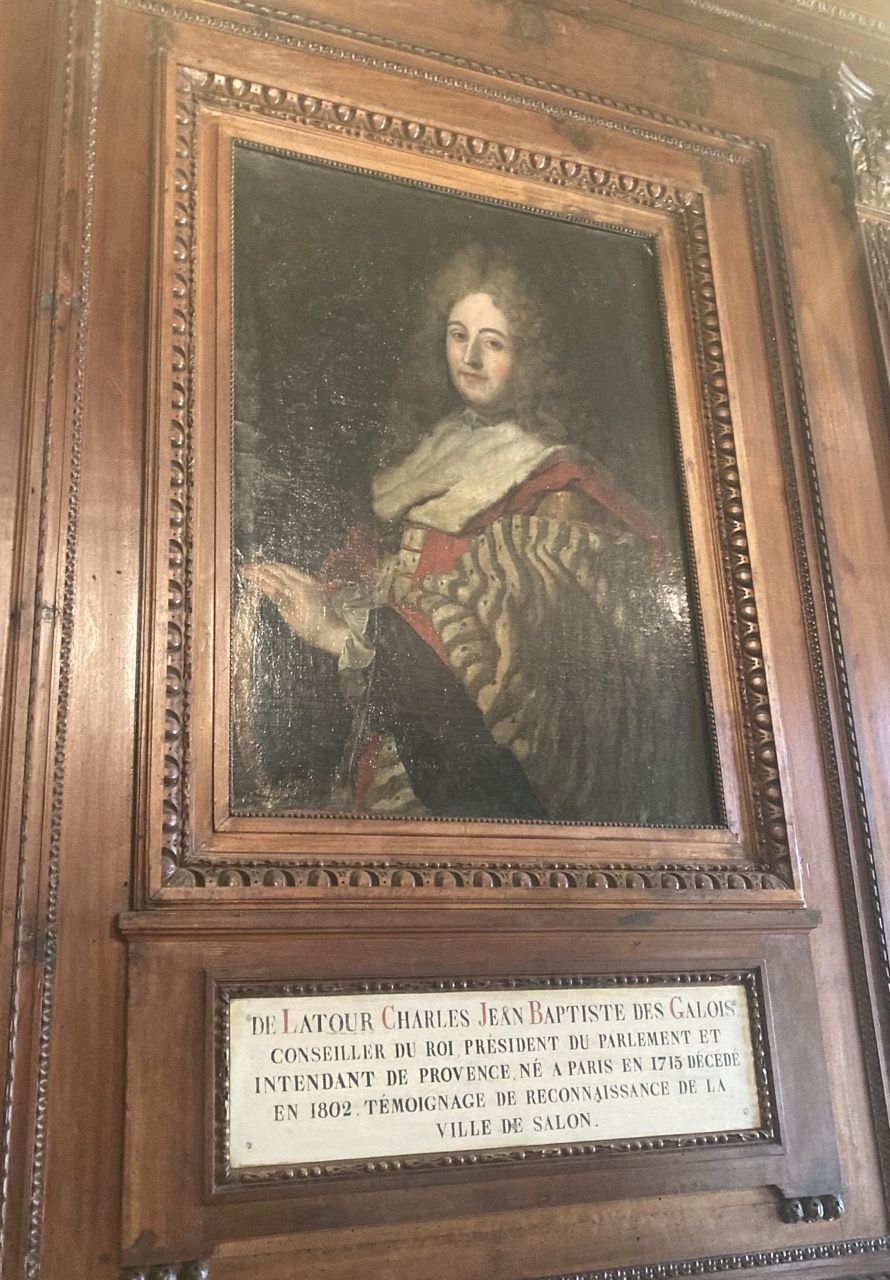 DE LATOUR CHARLES JEAN BAPTISTE DES GALOIS
CONSEILLER DU ROI, PRÉSIDENT DU PARLEMENT ET
INTENDANT DE PROVENCE, NÉ A PARIS EN 1715 DÉCÉDÉ
EN 1802. TÉMOIGNAGE DE RECONNAISSANCE DE LA
VILLE DE SALON.